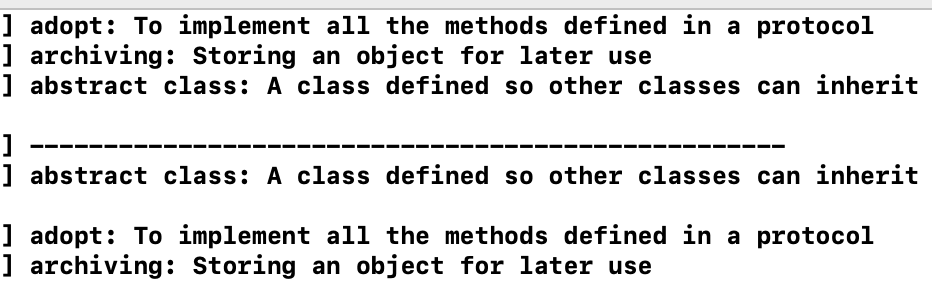 ] adopt: To implement all the methods defined in a protocol
] archiving: Storing an object for later use
] abstract class: A class defined so other classes can inherit
] ---------------------------------------------------
] abstract class: A class defined so other classes can inherit
] adopt: To implement all the methods defined in a protocol
] archiving: Storing an object for later use